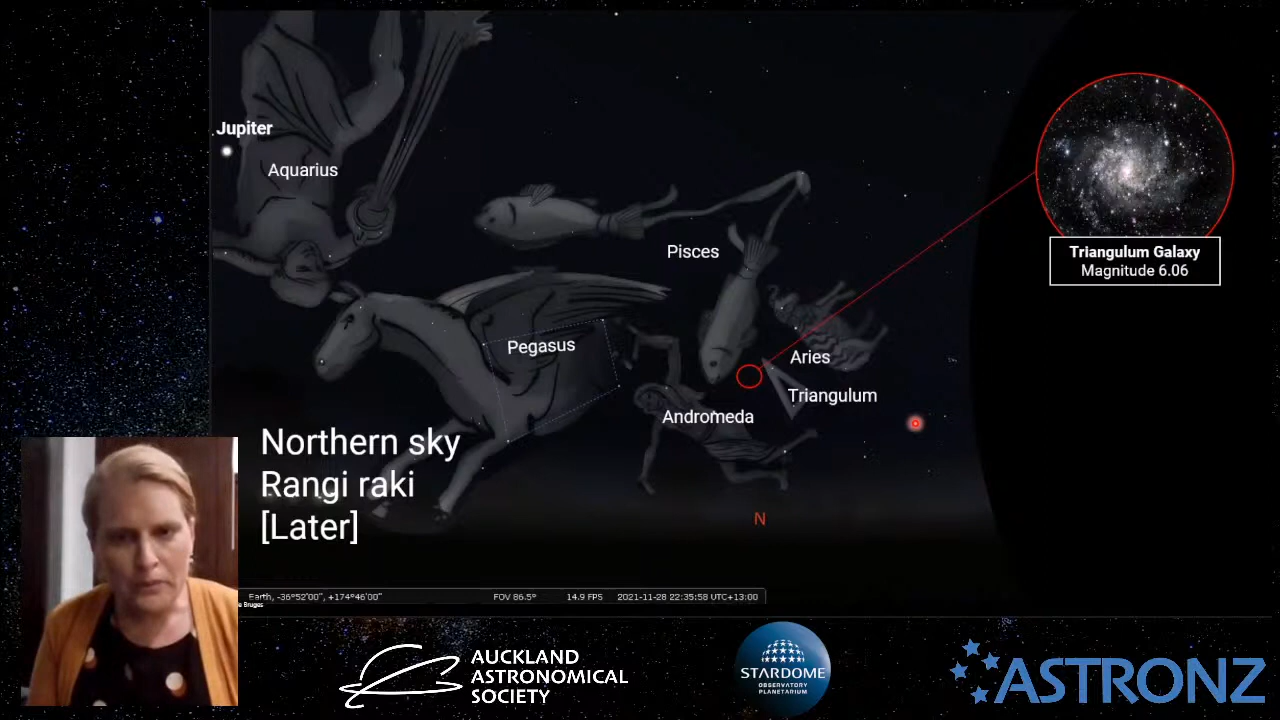 Jupiter
Aquarius
Pisces
Triangulum Galaxy
Magnitude 6.06
Pegasus
Aries
Triangulum
Andromeda
Northern sky
Rangi raki
[Later]
N
Earth, -36°52'00", +174°46'00"
FOV 86.5°
14.9 FPS
2021-11-28 22:35:58 UTC+13:00
e Bruges
AUCKLAND
ASTRONOMICAL
SOCIETY
STARDOME
OBSERVATORY
PLANETARIUM
ASTRONZ